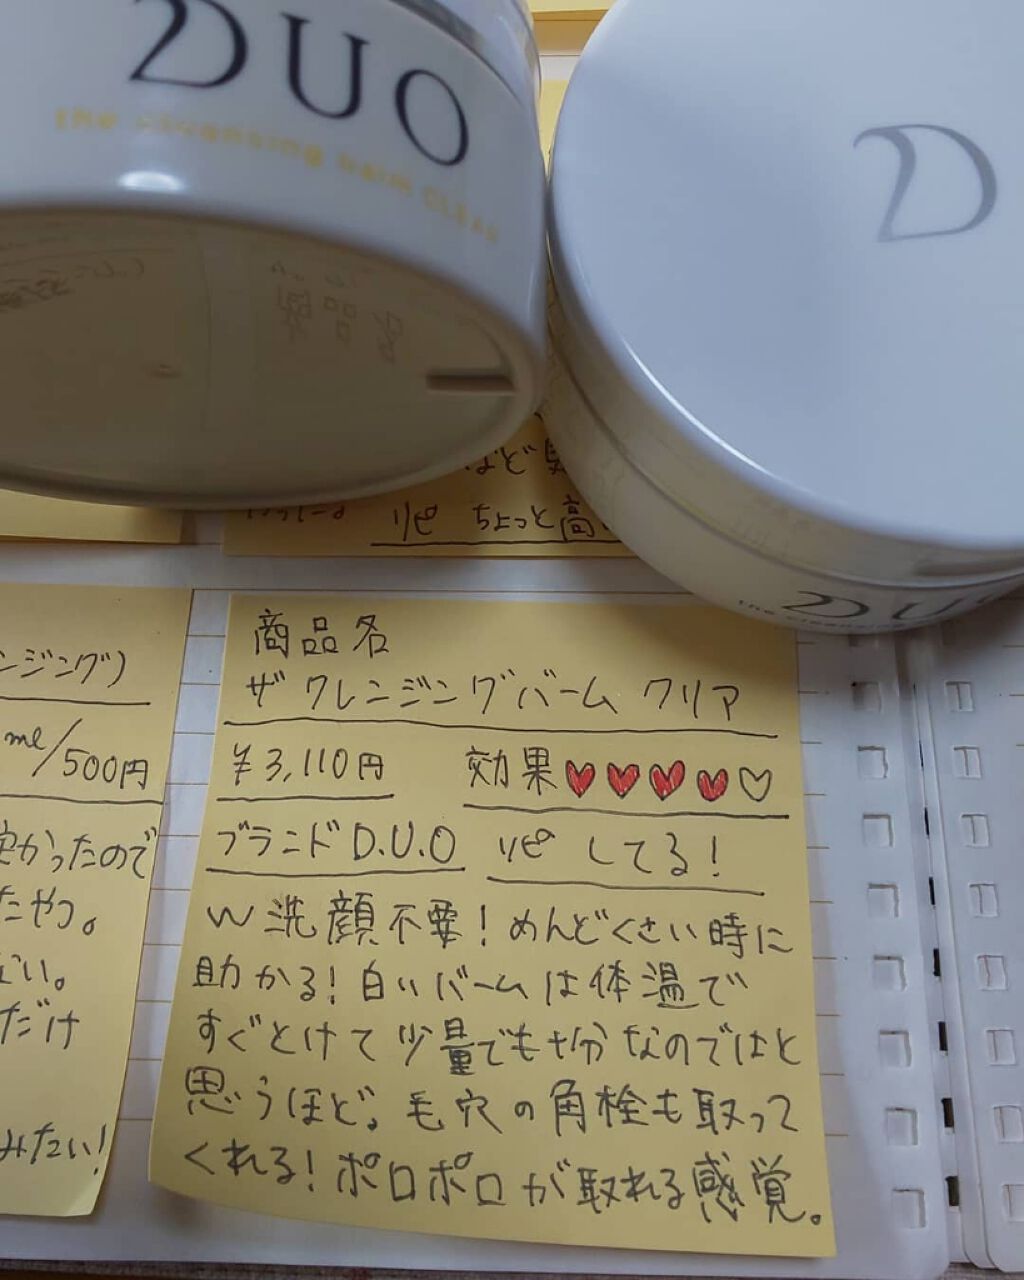 DUO
the cleansing balm CLEAR
D
DU
the clea
など
リピ ちょっと高
商品名
ザ クレンジングバーム クリア
¥3,110円
効果♥♥♥♥♡
ブランド D.U.O
リピ してる!
W洗顔不要!めんどくさい時に
助かる!白いバームは体温で
すぐとけて少量でも十分なのではと
思うほど。毛穴の角栓も取って
くれる!ポロポロが取れる感覚。
ンジング)
ml/500円
かったので
たやつ。
い。
だけ
みたい!